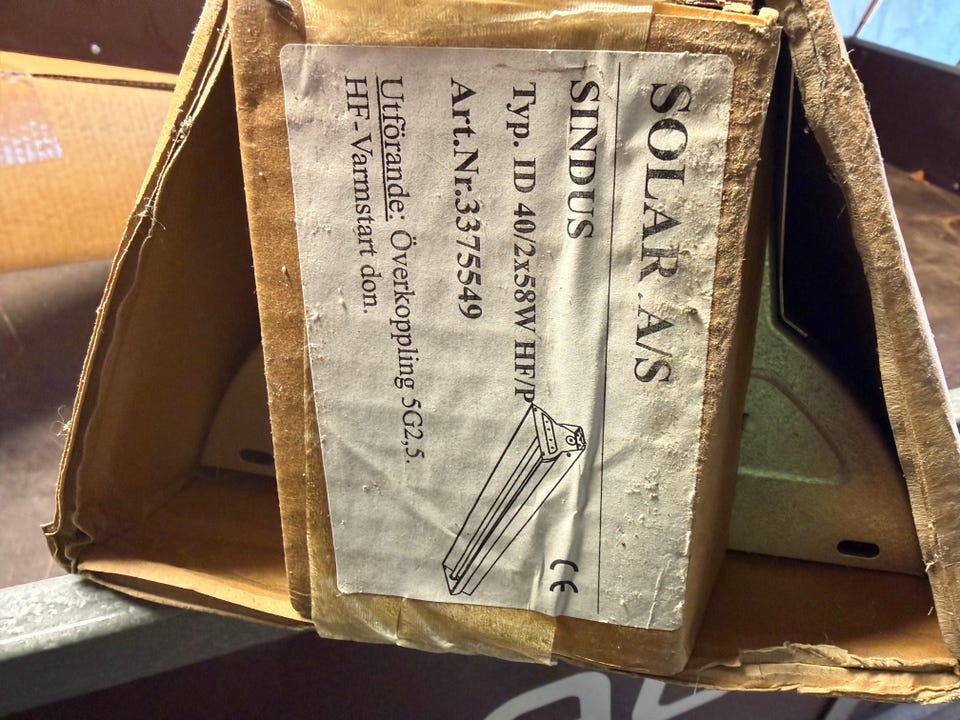 SOLAR A/S
SINDUS
Typ. ID 40/2x58W HF/P
Art.Nr.3375549
Utförande: Överkoppling 5G2,5.
HF-Varmstart don.
CE